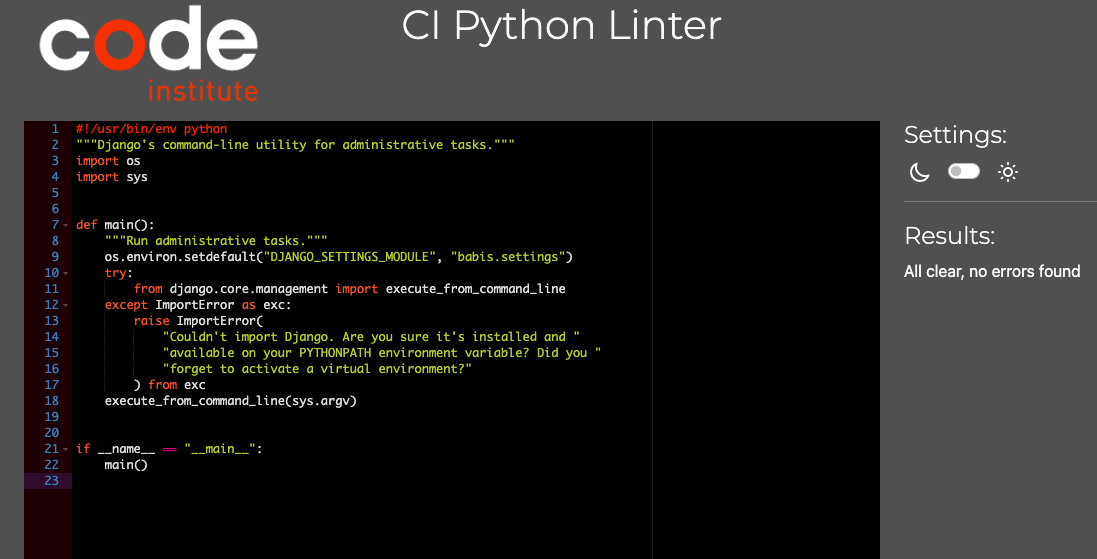 code
institute
CI Python Linter
1 #!/usr/bin/env python
2 """Django's command-line utility for administrative tasks."""
3 import os
4 import sys
5
6
7 def main():
8     """Run administrative tasks."""
9     os.environ.setdefault("DJANGO_SETTINGS_MODULE", "babis.settings")
10     try:
11         from django.core.management import execute_from_command_line
12     except ImportError as exc:
13         raise ImportError(
14             "Couldn't import Django. Are you sure it's installed and "
15             "available on your PYTHONPATH environment variable? Did you "
16             "forget to activate a virtual environment?"
17         ) from exc
18     execute_from_command_line(sys.argv)
19
20
21 if __name__ == "__main__":
22     main()
23
Settings:
Results:
All clear, no errors found